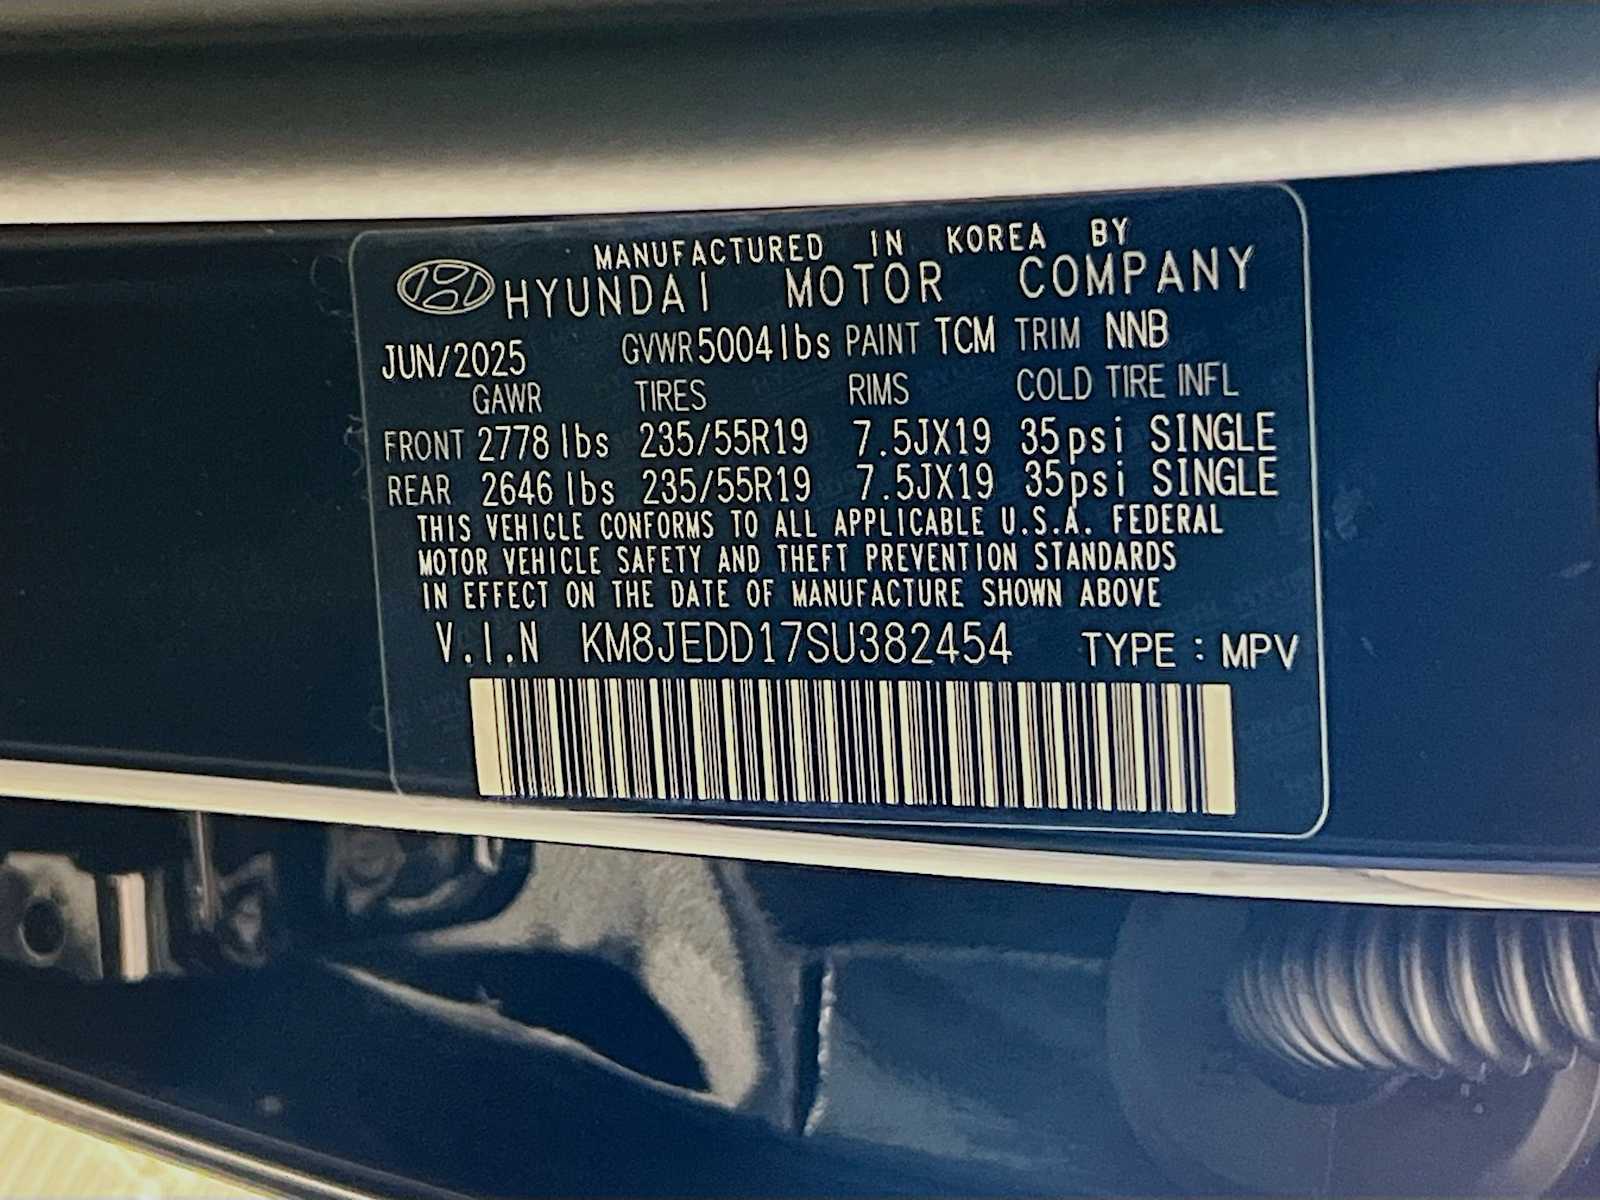 MANUFACTURED IN KOREA BY
HYUNDAI MOTOR COMPANY
JUN/2025 GVWR 5004 lbs PAINT TCM TRIM NNB
GAWR TIRES RIMS COLD TIRE INFL
FRONT 2778 lbs 235/55R19 7.5JX19 35psi SINGLE
REAR 2646 lbs 235/55R19 7.5JX19 35psi SINGLE
THIS VEHICLE CONFORMS TO ALL APPLICABLE U.S.A. FEDERAL
MOTOR VEHICLE SAFETY AND THEFT PREVENTION STANDARDS
IN EFFECT ON THE DATE OF MANUFACTURE SHOWN ABOVE
V.I.N KM8JEDD17SU382454 TYPE : MPV